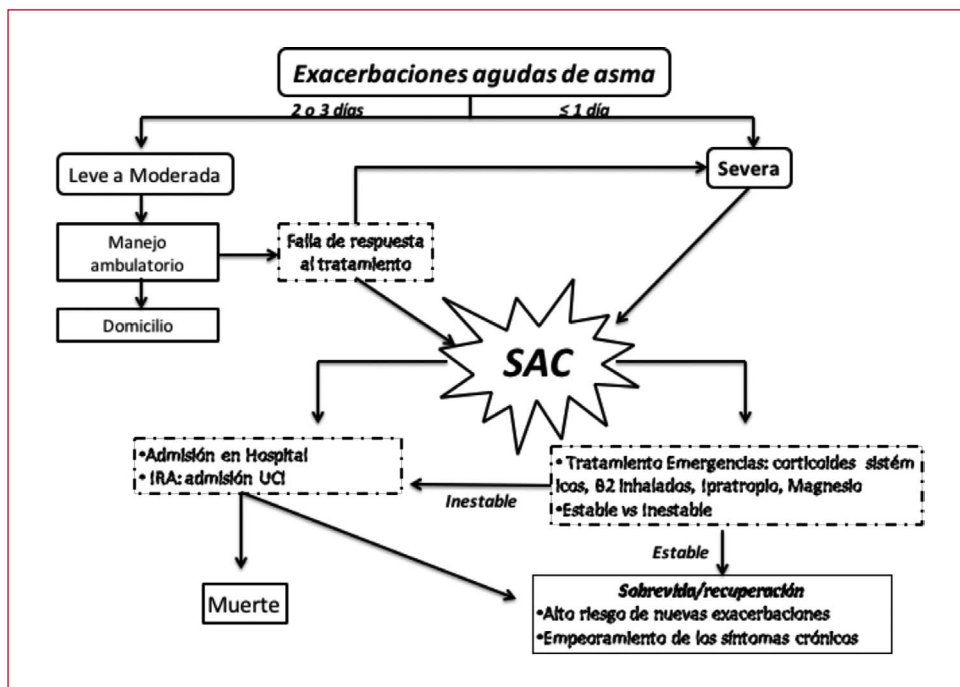 Exacerbaciones agudas de asma
2 o 3 días
≤ 1 día
Leve a Moderada
Severa
Manejo
ambulatorio
Falla de respuesta
al tratamiento
Domicilio
SAC
•Admisión en Hospital
• IRA: admisión UCI
• Tratamiento Emergencias: corticoides sistém
icos, B2 inhalados, Ipratropio, Magnesio
•Estable vs inestable
Inestable
Estable
Muerte
Sobrevida/recuperación
•Alto riesgo de nuevas exacerbaciones
•Empeoramiento de los síntomas crónicos